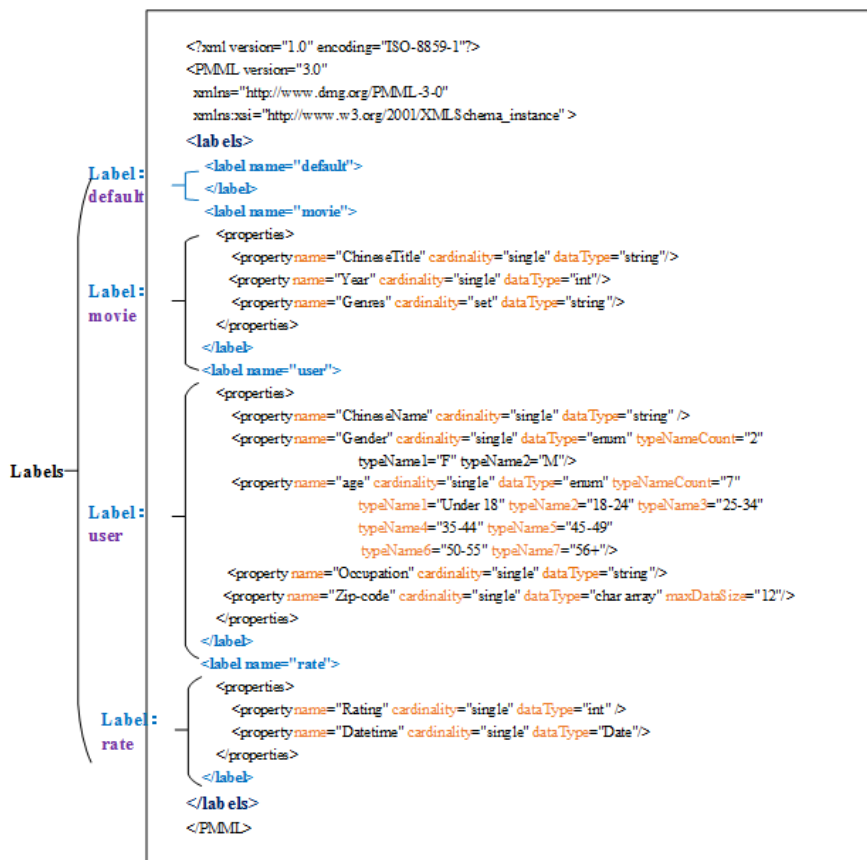 <?xml version="1.0" encoding="ISO-8859-1"?>
<PMML version="3.0"
xmlns="http://www.dmg.org/PMML-3-0"
xmlns:xsi="http://www.w3.org/2001/XMLSchema_instance" >
<labels>
Label:
default
<label name="default">
</label>
<label name="movie">
<properties>
<property name="ChineseTitle" cardinality="single" dataType="string"/>
Label:
movie
<property name="Year" cardinality="single" dataType="int"/>
<property name="Genres" cardinality="set" dataType="string"/>
</properties>
</label>
<label name="user">
<properties>
<property name="ChineseName" cardinality="single" dataType="string" />
<property name="Gender" cardinality="single" dataType="enum" typeNameCount="2"
typeName1="F" typeName2="M"/>
Labels
<property name="age" cardinality="single" dataType="enum" typeNameCount="7"
typeName1="Under 18" typeName2="18-24" typeName3="25-34"
Label:
user
typeName4="35-44" typeName5="45-49"
typeName6="50-55" typeName7="56+"/>
<property name="Occupation" cardinality="single" dataType="string"/>
<property name="Zip-code" cardinality="single" dataType="char array" maxDataSize="12"/>
</properties>
</label>
<label name="rate">
<properties>
Label:
rate
<property name="Rating" cardinality="single" dataType="int" />
<property name="Datetime" cardinality="single" dataType="Date"/>
</properties>
</label>
</labels>
</PMML>